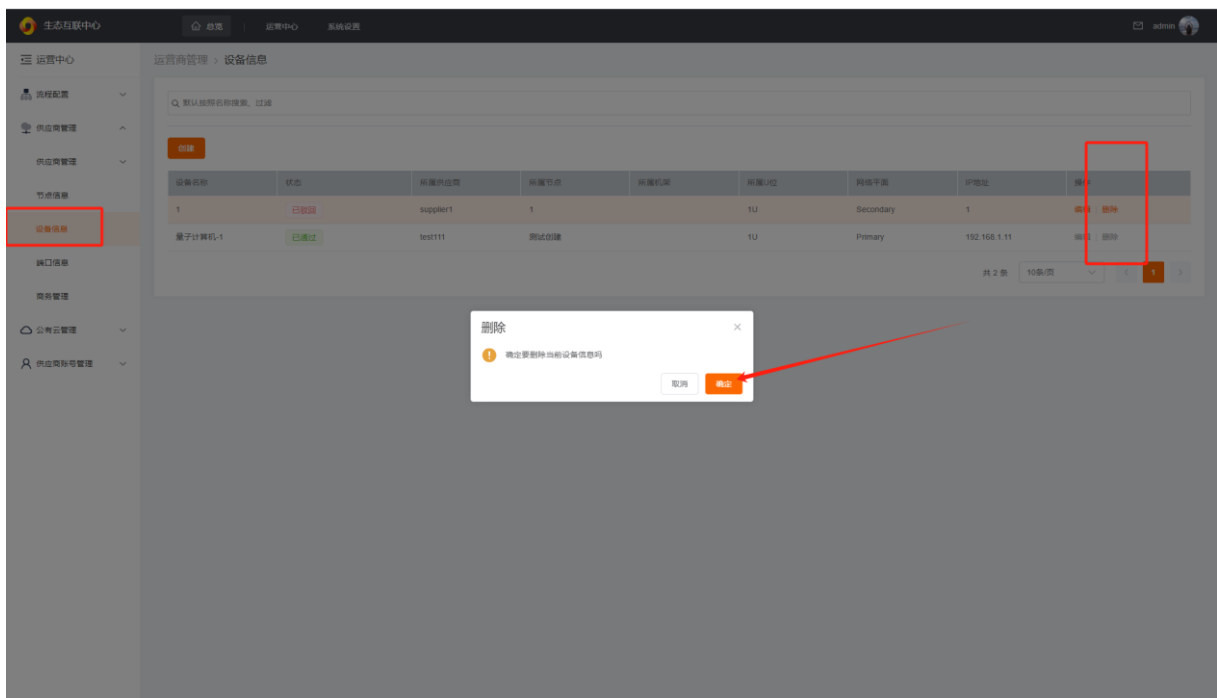 生态互联中心
总览
运营中心
系统设置
admin
运营中心
运营商管理 > 设备信息
流程配置
供应商管理
供应商管理
节点信息
设备信息
端口信息
商务管理
公有云管理
供应商账号管理
默认按照名称搜索、过滤
创建
设备名称 状态 所属供应商 所属节点 所属机架 所属U位 网络平面 IP地址 操作
1 已驳回 supplier1 1 1U Secondary 1 编辑 删除
量子计算机-1 已通过 test111 测试创建 1U Primary 192.168.1.11 编辑 删除
共 2 条 10条/页 < 1 >
删除
确定要删除当前设备信息吗
取消 确定